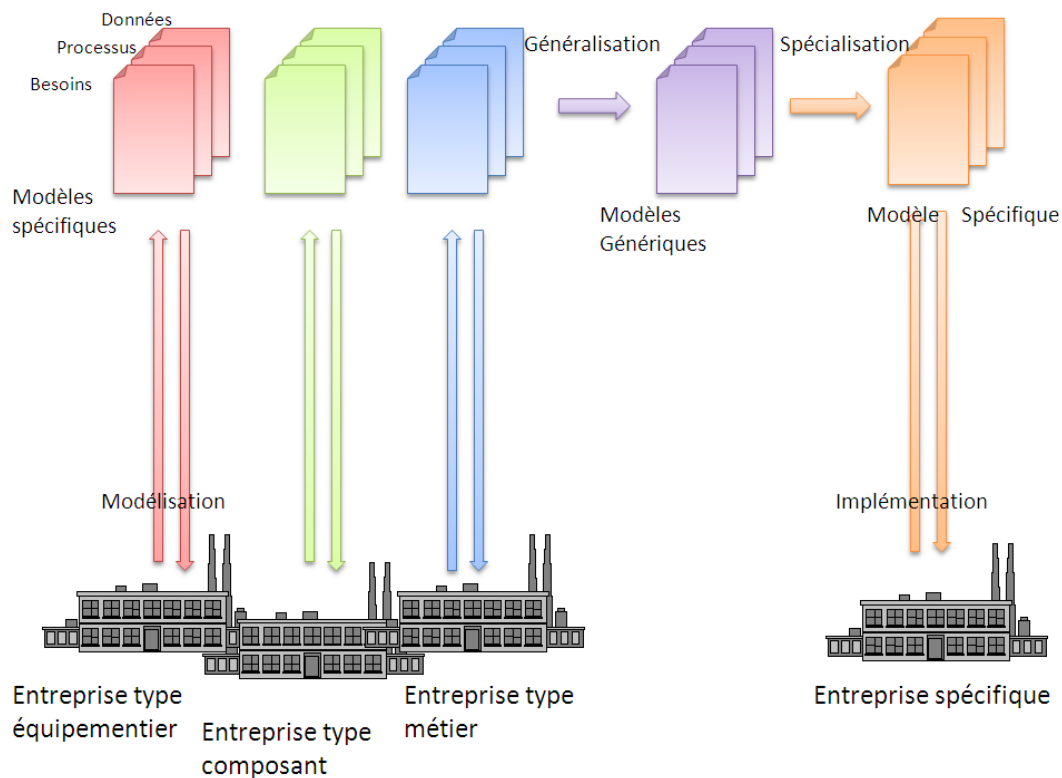 Données
Processus
Besoins
Généralisation
Spécialisation
Modèles
spécifiques
Modèles
Génériques
Modèle Spécifique
Modélisation
Implémentation
Entreprise type
équipementier
Entreprise type
composant
Entreprise type
métier
Entreprise spécifique